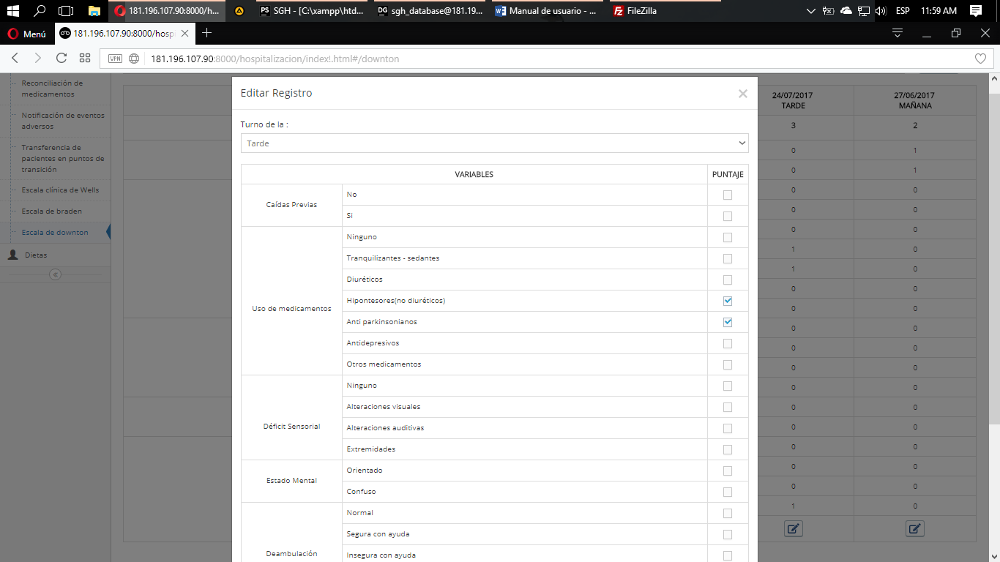 181.196.107.90:8000/h...
SGH - [C:\xampp\htd...
sgh_database@181.19...
Manual de usuario - ...
FileZilla
ESP
11:59 AM
Menú
181.196.107.90:8000/hosp
VPN
181.196.107.90:8000/hospitalizacion/index!.html#/downton
Reconciliación de
medicamentos
Notificación de eventos
adversos
Transferencia de
pacientes en puntos de
transición
Escala clínica de Wells
Escala de braden
Escala de downton
Dietas
Editar Registro
Turno de la :
Tarde
VARIABLES PUNTAJE
Caídas Previas
No
Si
Uso de medicamentos
Ninguno
Tranquilizantes - sedantes
Diuréticos
Hipontesores(no diuréticos)
Anti parkinsonianos
Antidepresivos
Otros medicamentos
Déficit Sensorial
Ninguno
Alteraciones visuales
Alteraciones auditivas
Extremidades
Estado Mental
Orientado
Confuso
Deambulación
Normal
Segura con ayuda
Insegura con ayuda
24/07/2017 27/06/2017
TARDE MAÑANA
3 2
0 1
0 1
0 0
0 0
0 0
1 0
1 0
0 0
0 0
0 0
0 0
0 0
0 0
0 0
0 0
0 0
0 0
0 0
1 0